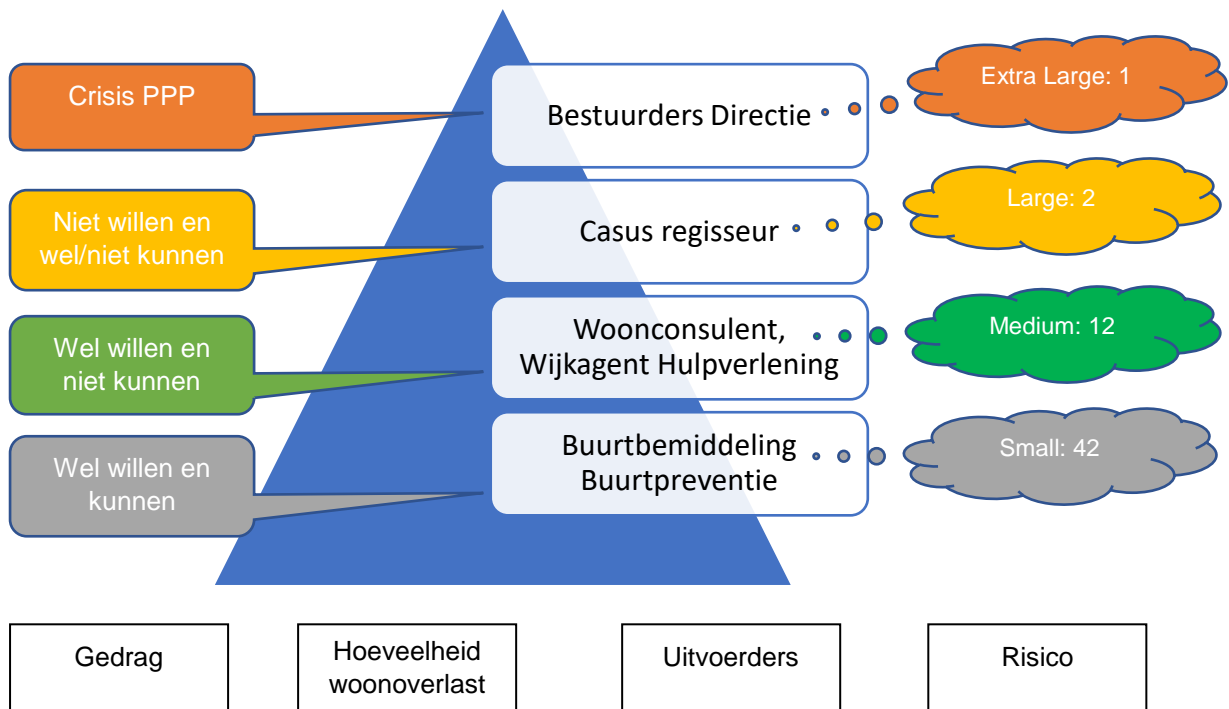 Crisis PPP
Bestuurders Directie
Extra Large: 1
Niet willen en
wel/niet kunnen
Casus regisseur
Large: 2
Wel willen en
niet kunnen
Woonconsulent,
Wijkagent Hulpverlening
Medium: 12
Wel willen en
kunnen
Buurtbemiddeling
Buurtpreventie
Small: 42
Gedrag
Hoeveelheid
woonoverlast
Uitvoerders
Risico